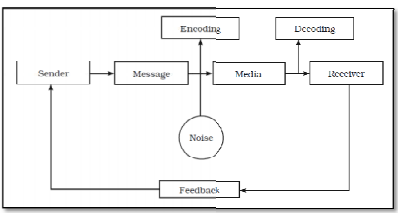 Encoding
Decoding
Sender
Message
Media
Receiver
Noise
Feedback